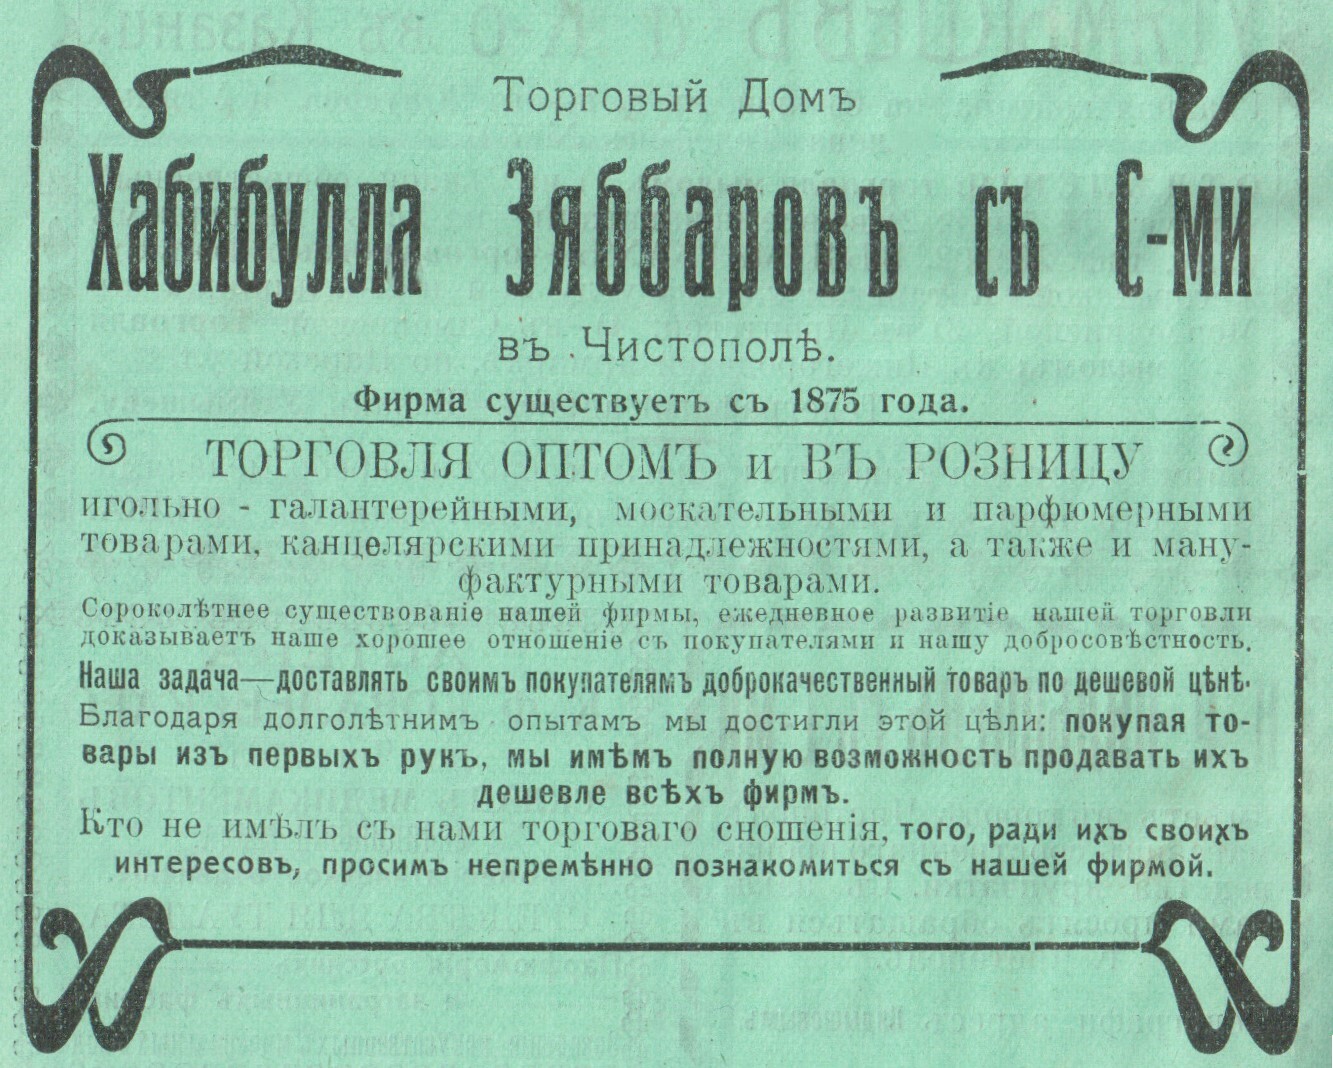 Торговый Домъ
Хабибулла Зяббаровъ съ С-ми
въ Чистополѣ.
Фирма существуетъ съ 1875 года.
ТОРГОВЛЯ ОПТОМЪ и ВЪ РОЗНИЦУ
игольно - галантерейными, москательными и парфюмерными
товарами, канцелярскими принадлежностями, а также и ману-
фактурными товарами.
Сороколѣтнее существованіе нашей фирмы, ежедневное развитіе нашей торговли
доказываетъ наше хорошее отношеніе съ покупателями и нашу добросовѣстность.
Наша задача—доставлять своимъ покупателямъ доброкачественный товаръ по дешевой цѣнѣ.
Благодаря долголѣтнимъ опытамъ мы достигли этой цѣли: покупая то-
вары изъ первыхъ рукъ, мы имѣмъ полную возможность продавать ихъ
дешевле всѣхъ фирмъ.
Кто не имѣлъ съ нами торговаго сношенія, того, ради ихъ своихъ
интересовъ, просимъ непремѣнно познакомиться съ нашей фирмой.